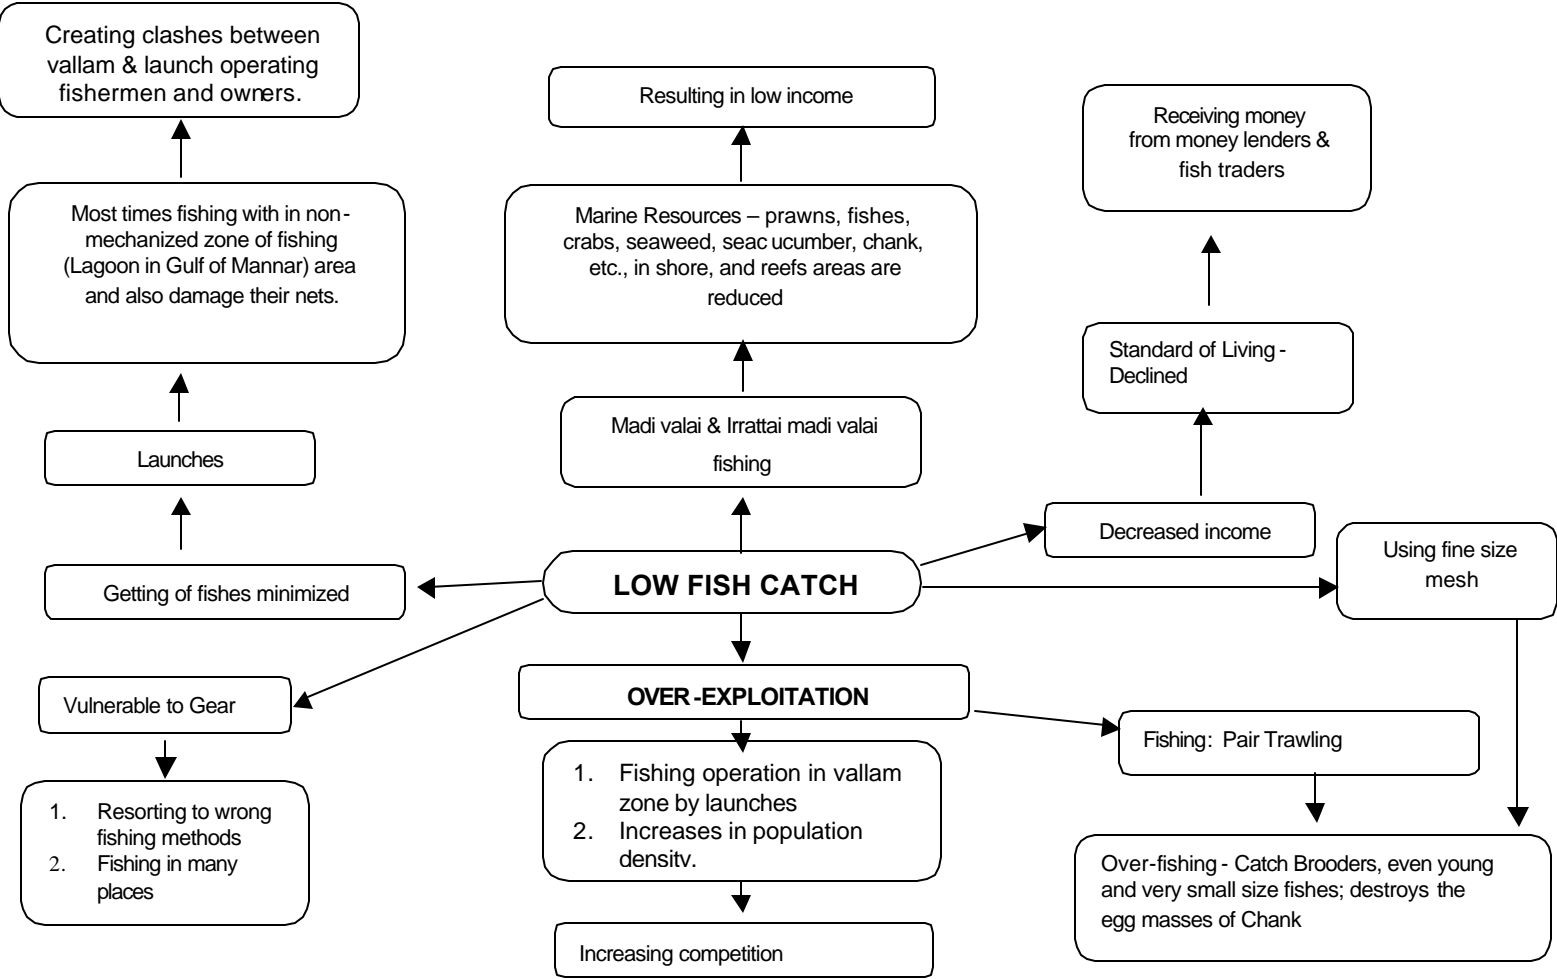 Creating clashes between
vallam & launch operating
fishermen and owners.
Resulting in low income
Receiving money
from money lenders &
fish traders
Most times fishing with in non-
mechanized zone of fishing
(Lagoon in Gulf of Mannar) area
and also damage their nets.
Marine Resources – prawns, fishes,
crabs, seaweed, seac ucumber, chank,
etc., in shore, and reefs areas are
reduced
Standard of Living -
Declined
Launches
Madi valai & Irrattai madi valai
fishing
Decreased income
Using fine size
mesh
Getting of fishes minimized
LOW FISH CATCH
Vulnerable to Gear
OVER-EXPLOITATION
Fishing: Pair Trawling
1. Resorting to wrong
fishing methods
2. Fishing in many
places
1. Fishing operation in vallam
zone by launches
2. Increases in population
density.
Over-fishing - Catch Brooders, even young
and very small size fishes; destroys the
egg masses of Chank
Increasing competition